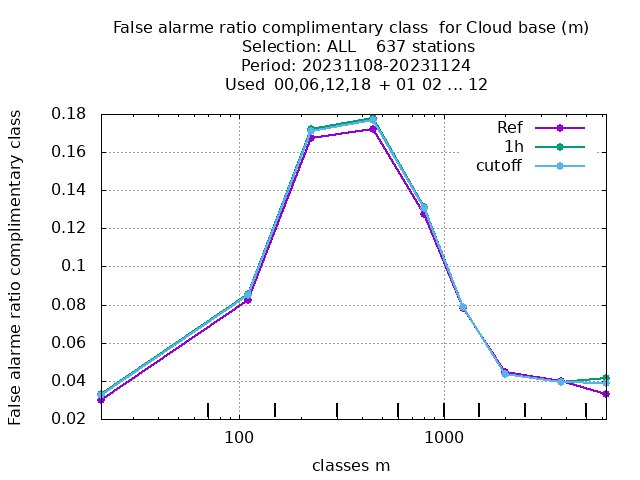 False alarme ratio complimentary class  for Cloud base (m)
Selection: ALL    637 stations
Period: 20231108-20231124
Used  00,06,12,18  + 01 02 ... 12
False alarme ratio complimentary class
0.18
0.16
0.14
0.12
0.1
0.08
0.06
0.04
0.02
Ref
1h
cutoff
100
1000
classes m